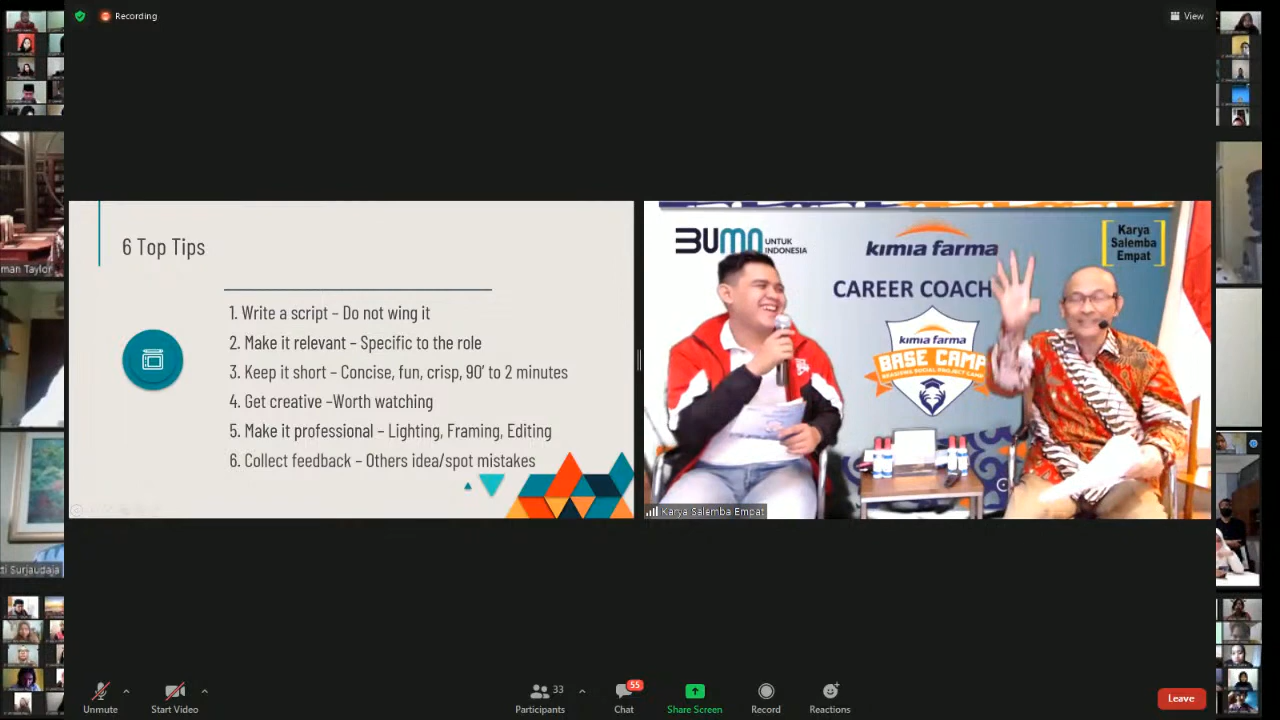 Recording
View
man Taylor
ti Surjaudaja
6 Top Tips
1. Write a script – Do not wing it
2. Make it relevant – Specific to the role
3. Keep it short – Concise, fun, crisp, 90’ to 2 minutes
4. Get creative –Worth watching
5. Make it professional – Lighting, Framing, Editing
6. Collect feedback – Others idea/spot mistakes
BUMN UNTUK
INDONESIA
kimia farma
Karya
Salemba
Empat
CAREER COACH
kimia farma
BASE CAMP
BEASISWA SOCIAL PROJECT CAMP
Karya Salemba Empat
Unmute
Start Video
33
Participants
55
Chat
Share Screen
Record
Reactions
Leave